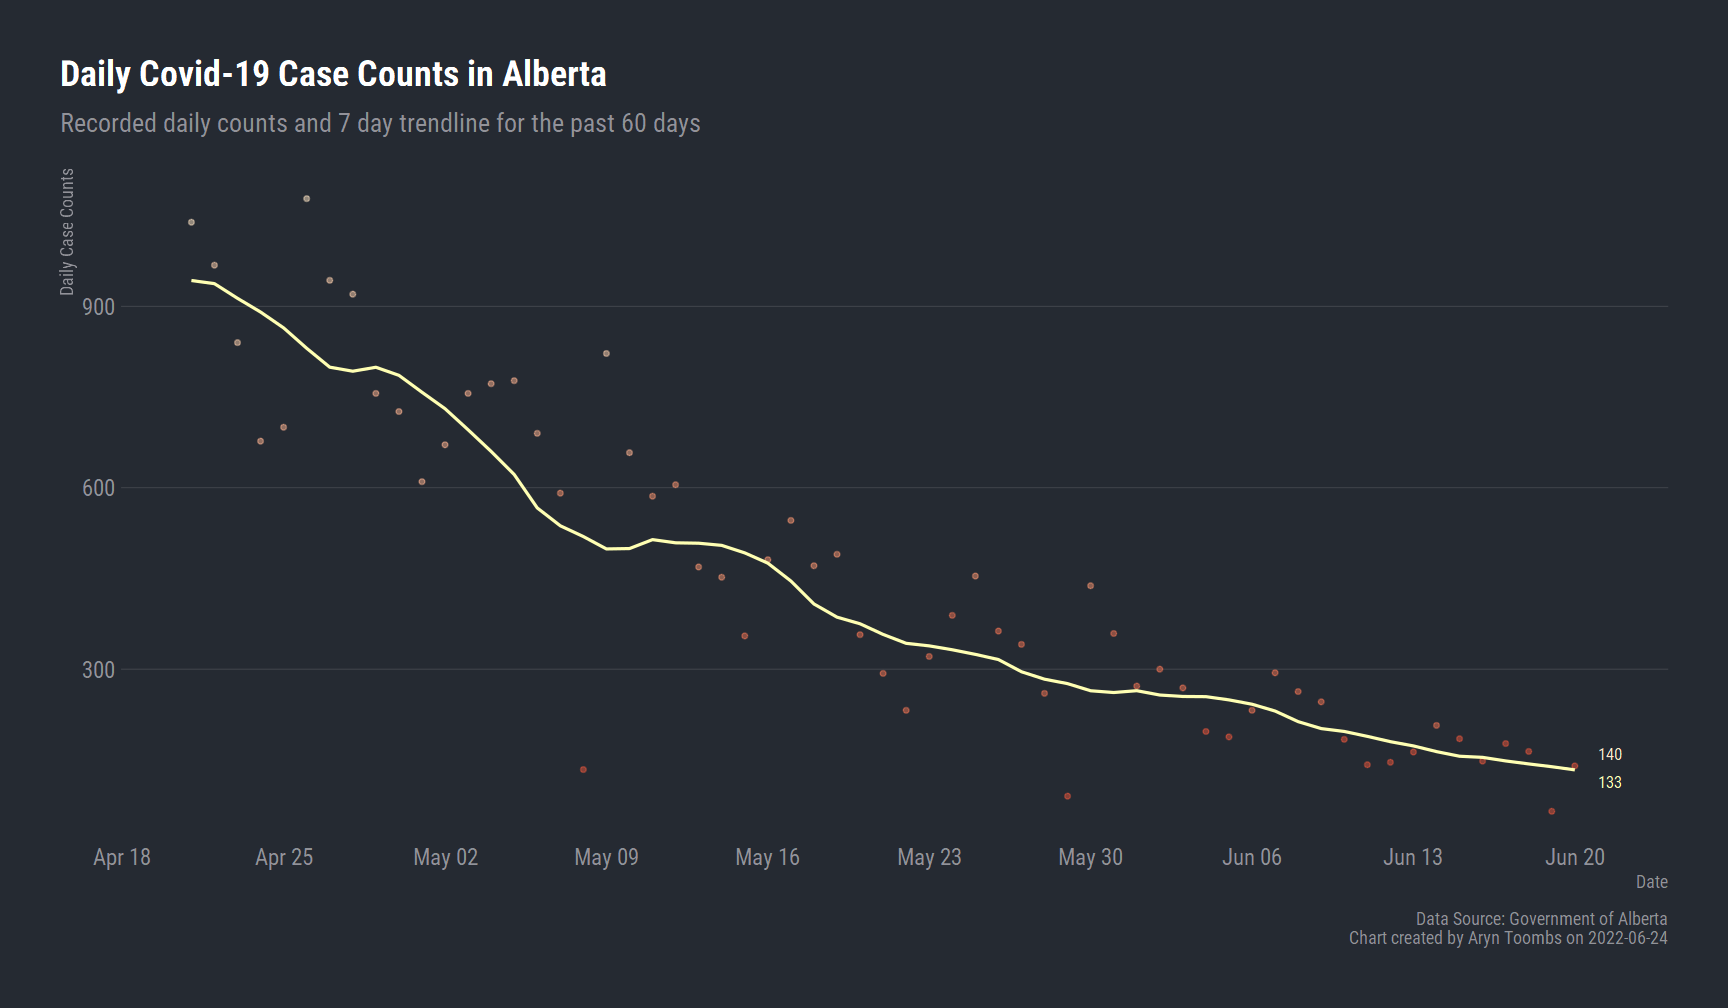 Daily Covid-19 Case Counts in Alberta
Recorded daily counts and 7 day trendline for the past 60 days
Daily Case Counts
900
600
300
140
133
Apr 18
Apr 25
May 02
May 09
May 16
May 23
May 30
Jun 06
Jun 13
Jun 20
Date
Data Source: Government of Alberta
Chart created by Aryn Toombs on 2022-06-24